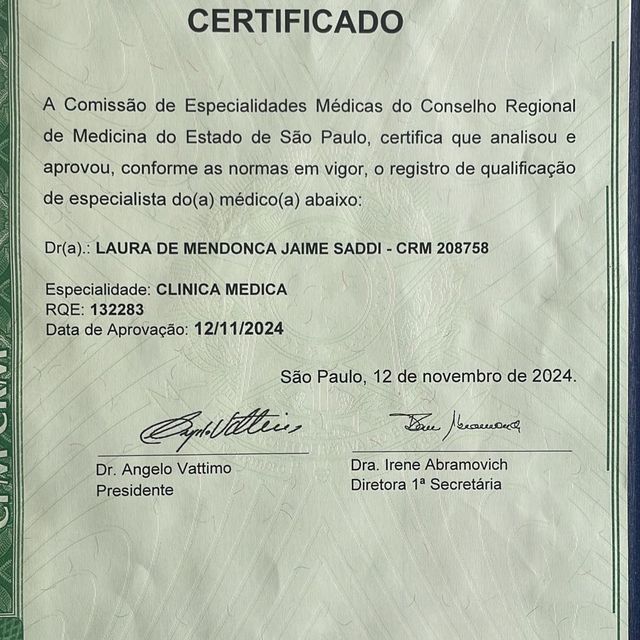 CERTIFICADO
A Comissão de Especialidades Médicas do Conselho Regional
de Medicina do Estado de São Paulo, certifica que analisou e
aprovou, conforme as normas em vigor, o registro de qualificação
de especialista do(a) médico(a) abaixo:
Dr(a).: LAURA DE MENDONCA JAIME SADDI - CRM 208758
Especialidade: CLINICA MEDICA
RQE: 132283
Data de Aprovação: 12/11/2024
São Paulo, 12 de novembro de 2024.
Dr. Angelo Vattimo
Presidente
Dra. Irene Abramovich
Diretora 1ª Secretária